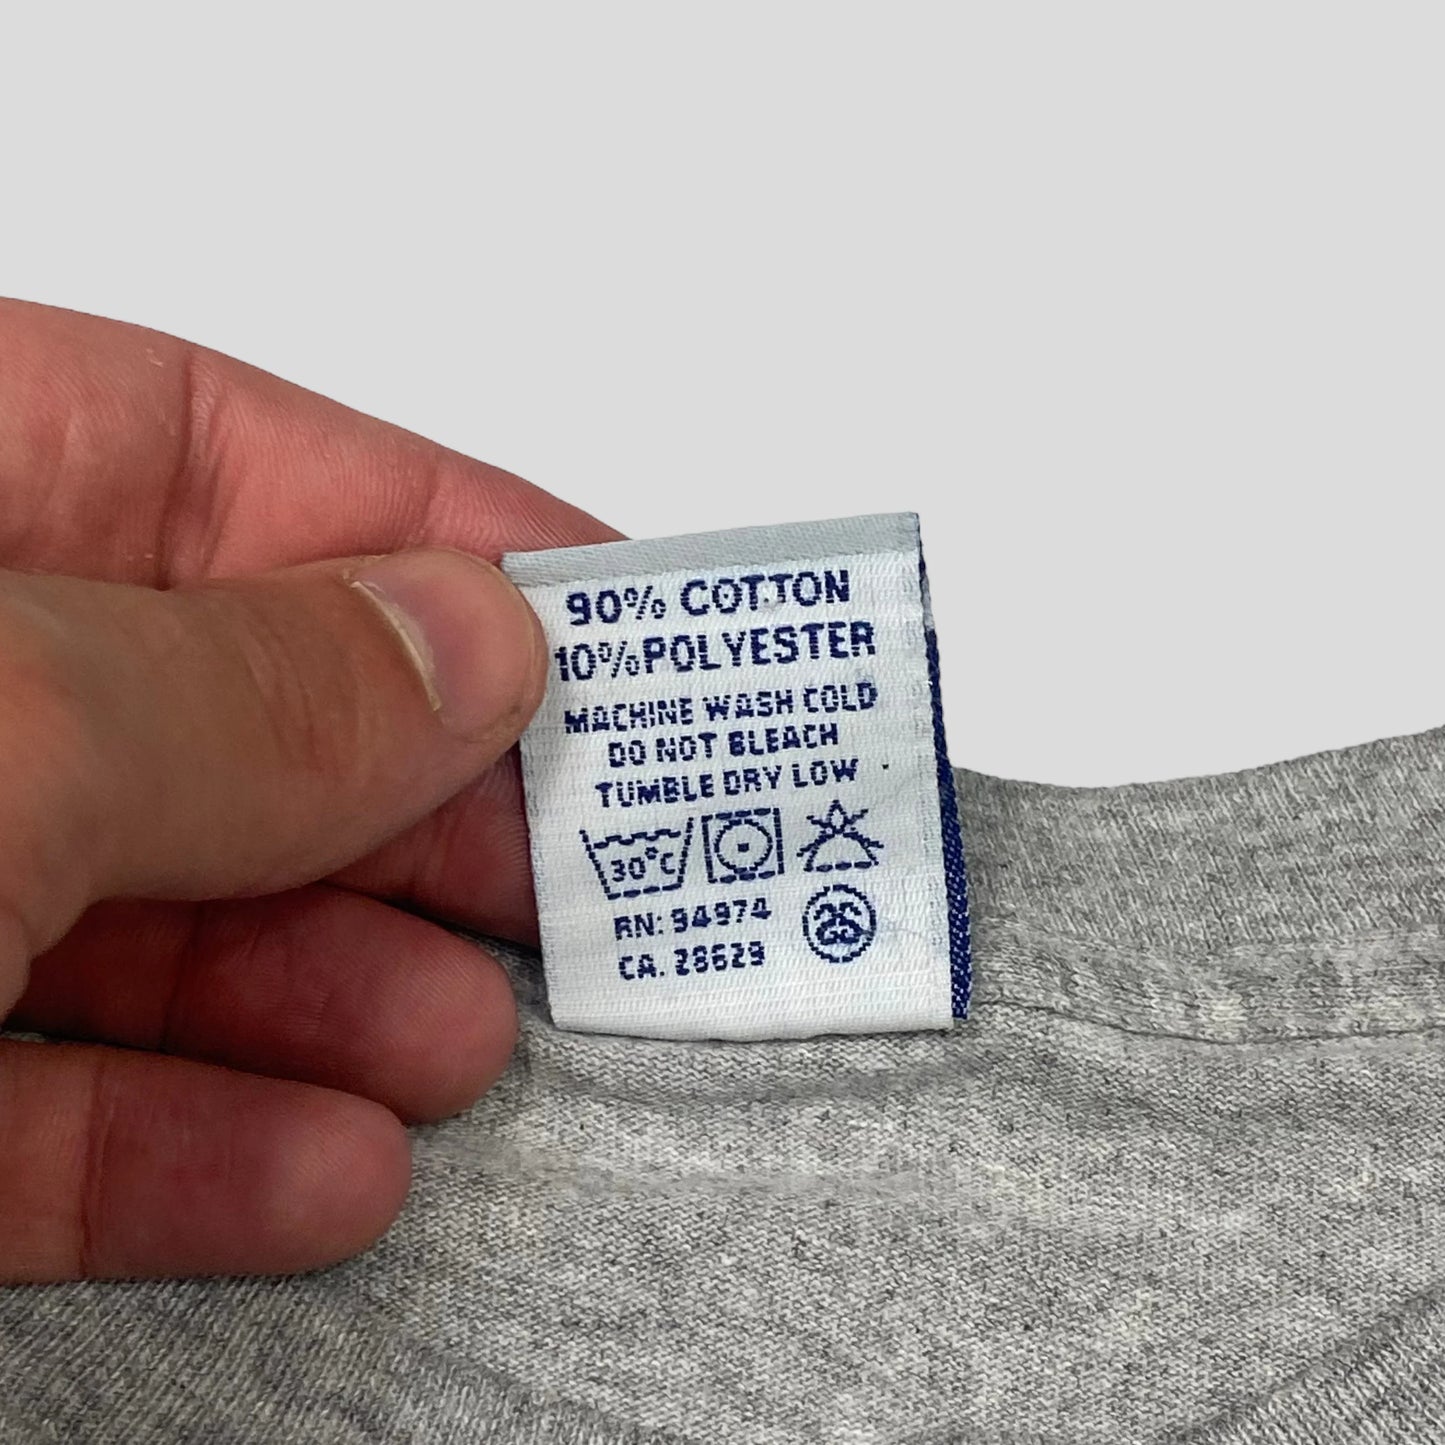 90% COTTON
10% POLYESTER
MACHINE WASH COLD
DO NOT BLEACH
TUMBLE DRY LOW
30°C
RN: 94974
CA. 28629